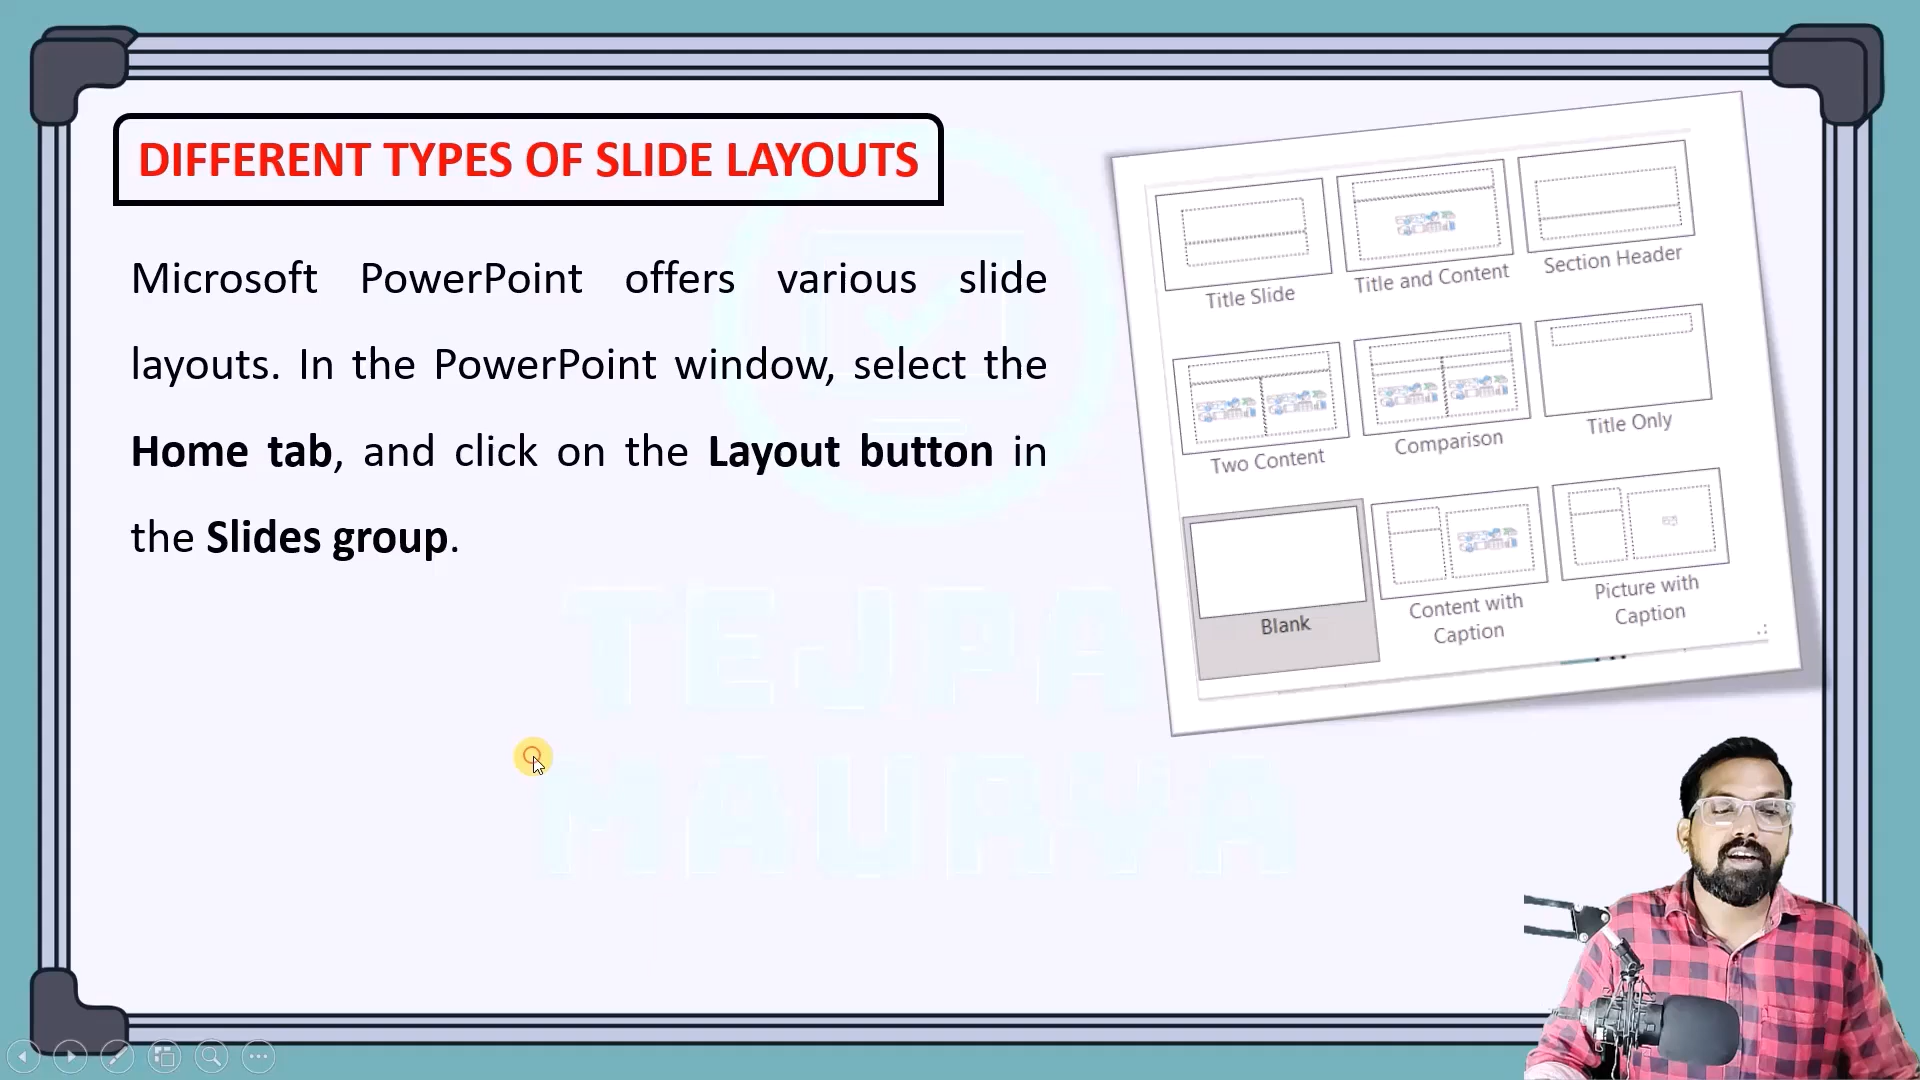 DIFFERENT TYPES OF SLIDE LAYOUTS
Microsoft PowerPoint offers various slide
layouts. In the PowerPoint window, select the
Home tab, and click on the Layout button in
the Slides group.
Title Slide
Title and Content
Section Header
Two Content
Comparison
Title Only
Blank
Content with
Caption
Picture with
Caption
TEJPA
MAURYA